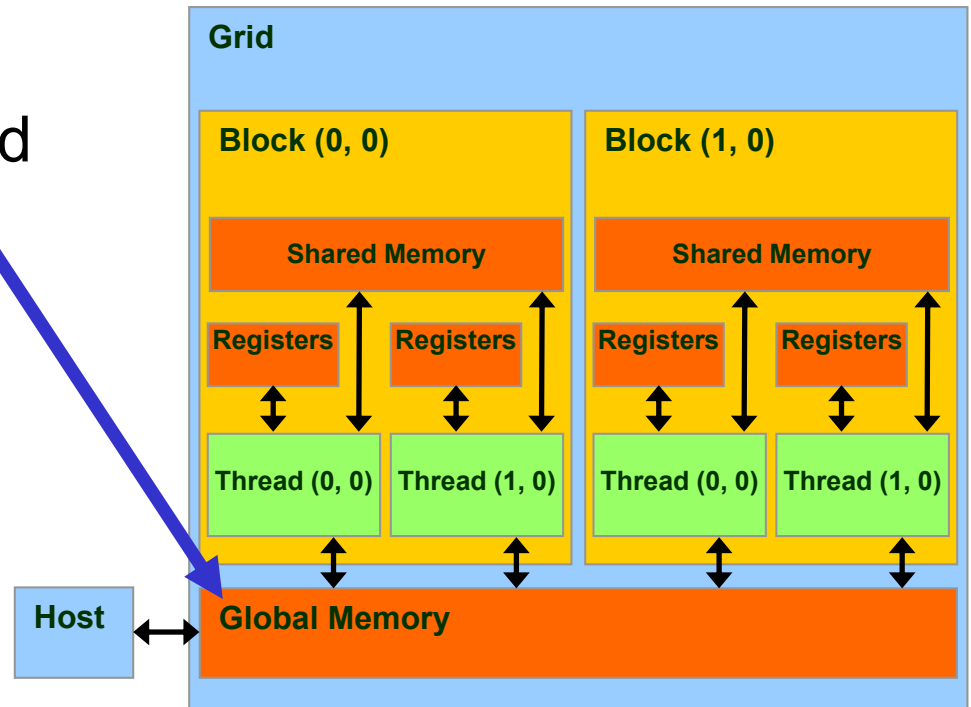 Grid
d
Block (0, 0)
Block (1, 0)
Shared Memory
Shared Memory
Registers
Registers
Registers
Registers
Thread (0, 0)
Thread (1, 0)
Thread (0, 0)
Thread (1, 0)
Host
Global Memory